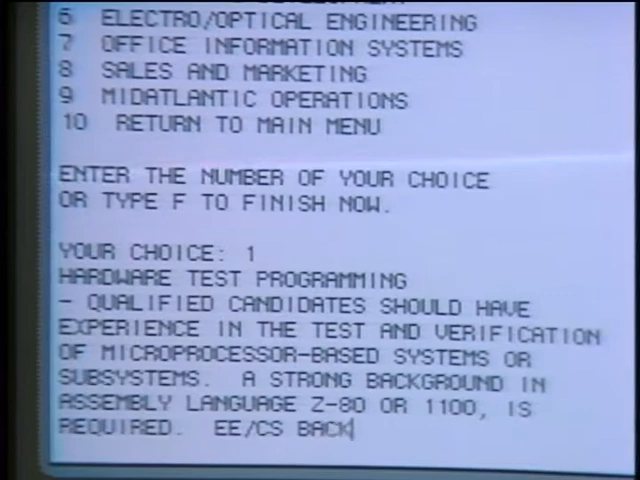 6 ELECTRO/OPTICAL ENGINEERING
7 OFFICE INFORMATION SYSTEMS
8 SALES AND MARKETING
9 MIDATLANTIC OPERATIONS
10 RETURN TO MAIN MENU
ENTER THE NUMBER OF YOUR CHOICE
OR TYPE F TO FINISH NOW.
YOUR CHOICE: 1
HARDWARE TEST PROGRAMMING
- QUALIFIED CANDIDATES SHOULD HAVE
EXPERIENCE IN THE TEST AND VERIFICATION
OF MICROPROCESSOR-BASED SYSTEMS OR
SUBSYSTEMS. A STRONG BACKGROUND IN
ASSEMBLY LANGUAGE Z-80 OR 1100, IS
REQUIRED. EE/CS BACK